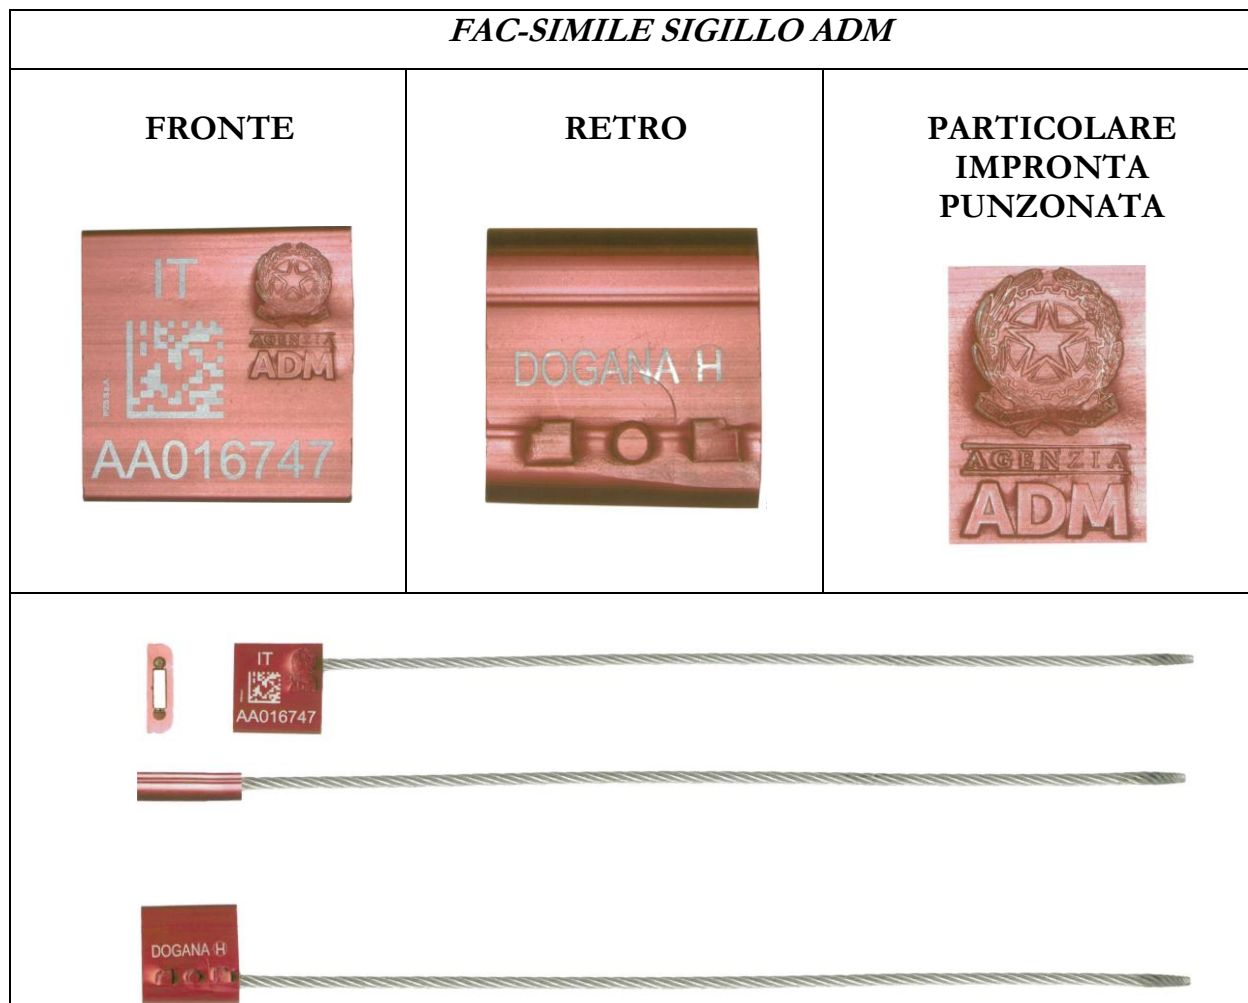 FAC-SIMILE SIGILLO ADM
FRONTE
RETRO
PARTICOLARE
IMPRONTA
PUNZONATA
IT
AGENZIA
ADM
AA016747
DOGANA H
AGENZIA
ADM
IT
AA016747
DOGANA H